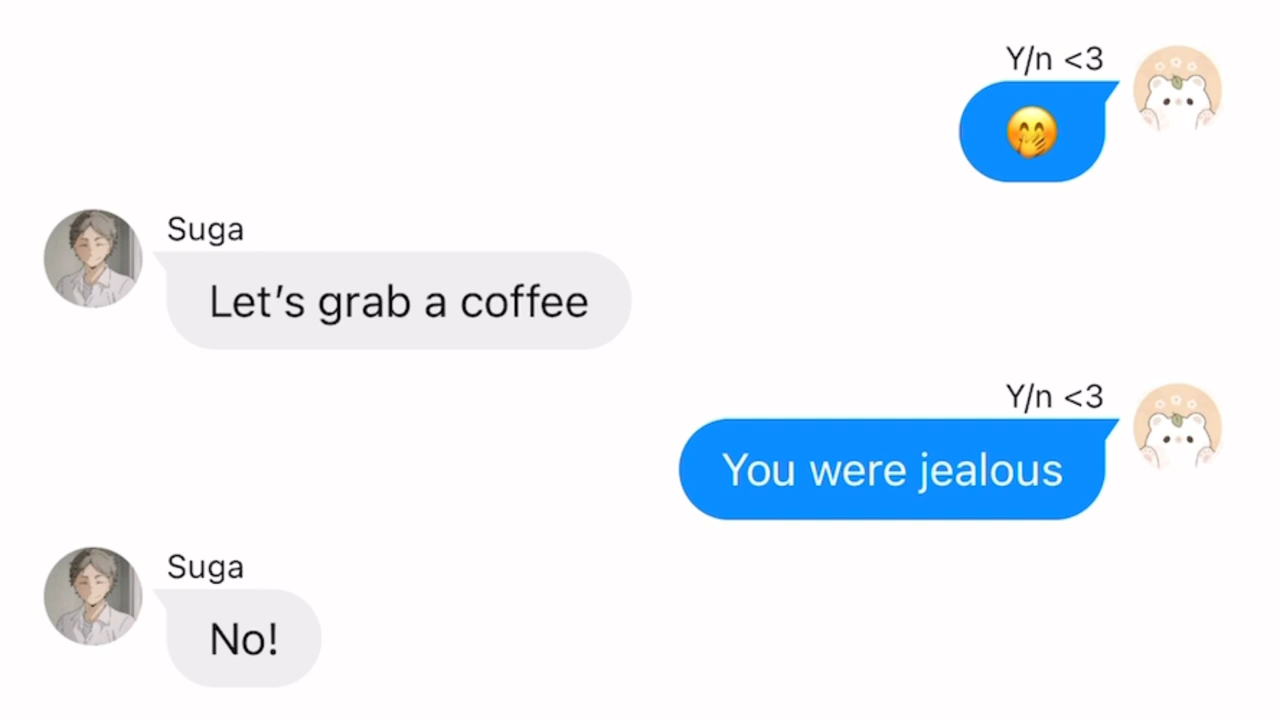 Y/n <3
🤭
Suga
Let’s grab a coffee
Y/n <3
You were jealous
Suga
No!